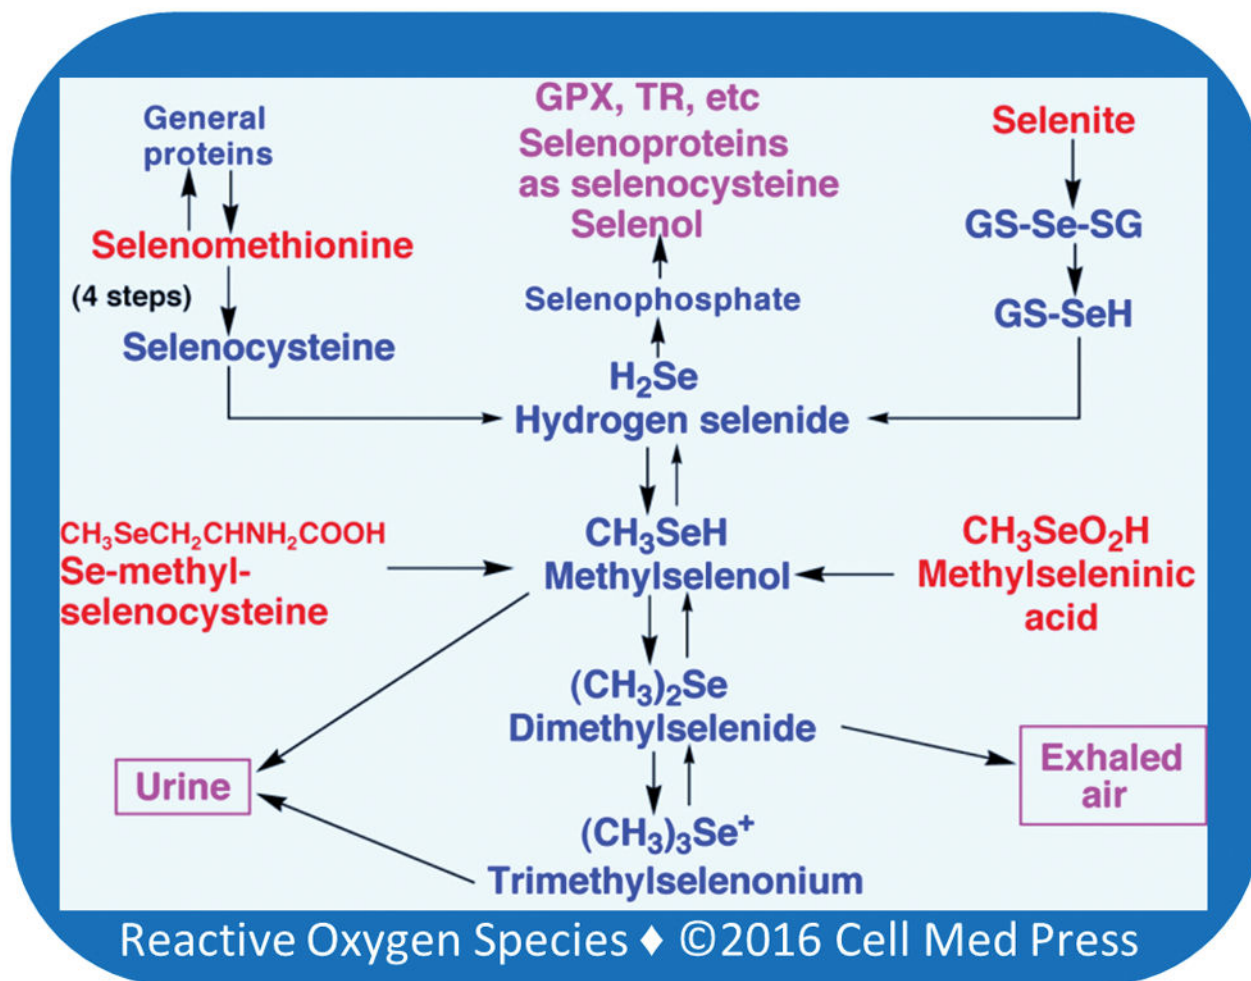 General
proteins
Selenomethionine
(4 steps)
Selenocysteine
GPX, TR, etc
Selenoproteins
as selenocysteine
Selenol
Selenophosphate
H₂Se
Hydrogen selenide
Selenite
GS-Se-SG
GS-SeH
CH₃SeCH₂CHNH₂COOH
Se-methyl-
selenocysteine
CH₃SeH
Methylselenol
CH₃SeO₂H
Methylseleninic
acid
(CH₃)₂Se
Dimethylselenide
Urine
Exhaled
air
(CH₃)₃Se⁺
Trimethylselenonium
Reactive Oxygen Species ♦ ©2016 Cell Med Press